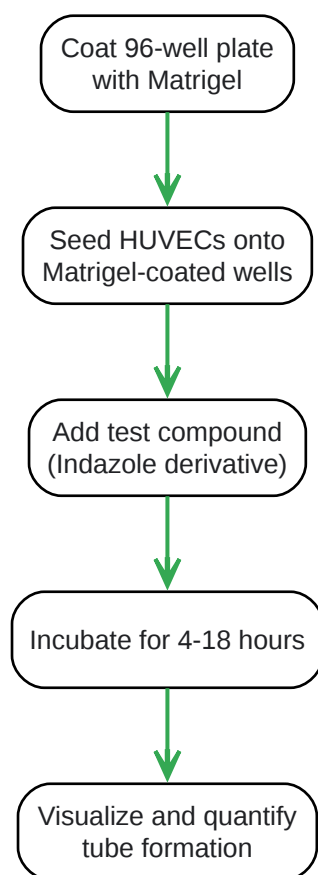 Coat 96-well plate
with Matrigel
Seed HUVECs onto
Matrigel-coated wells
Add test compound
(Indazole derivative)
Incubate for 4-18 hours
Visualize and quantify
tube formation